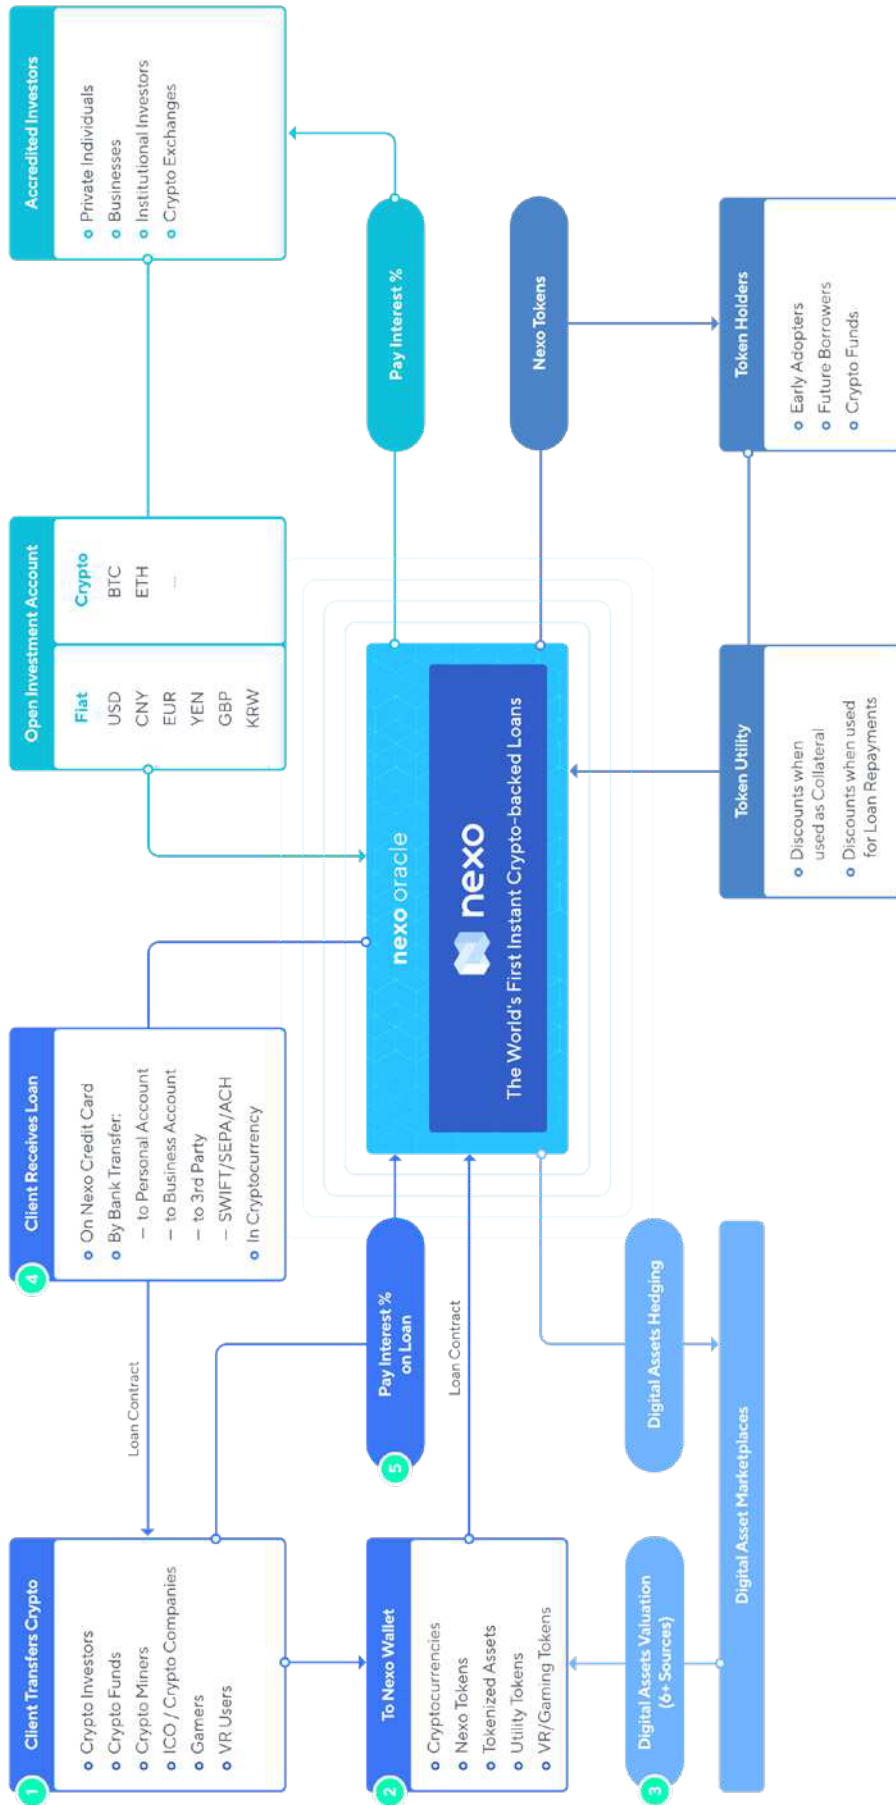 1
Client Transfers Crypto
Crypto Investors
Crypto Funds
Crypto Miners
ICO / Crypto Companies
Gamers
VR Users
Loan Contract
4
Client Receives Loan
On Nexo Credit Card
By Bank Transfer:
— to Personal Account
— to Business Account
— to 3rd Party
— SWIFT/SEPA/ACH
In Cryptocurrency
Open Investment Account
Fiat
USD
CNY
EUR
YEN
GBP
KRW
Crypto
BTC
ETH
...
Accredited Investors
Private Individuals
Businesses
Institutional Investors
Crypto Exchanges
2
To Nexo Wallet
Cryptocurrencies
Nexo Tokens
Tokenized Assets
Utility Tokens
VR/Gaming Tokens
5
Pay Interest %
on Loan
Loan Contract
nexo oracle
nexo
The World's First Instant Crypto-backed Loans
Pay Interest %
Nexo Tokens
3
Digital Assets Valuation
(6+ Sources)
Digital Assets Hedging
Digital Asset Marketplaces
Token Utility
Discounts when
used as Collateral
Discounts when used
for Loan Repayments
Token Holders
Early Adopters
Future Borrowers
Crypto Funds